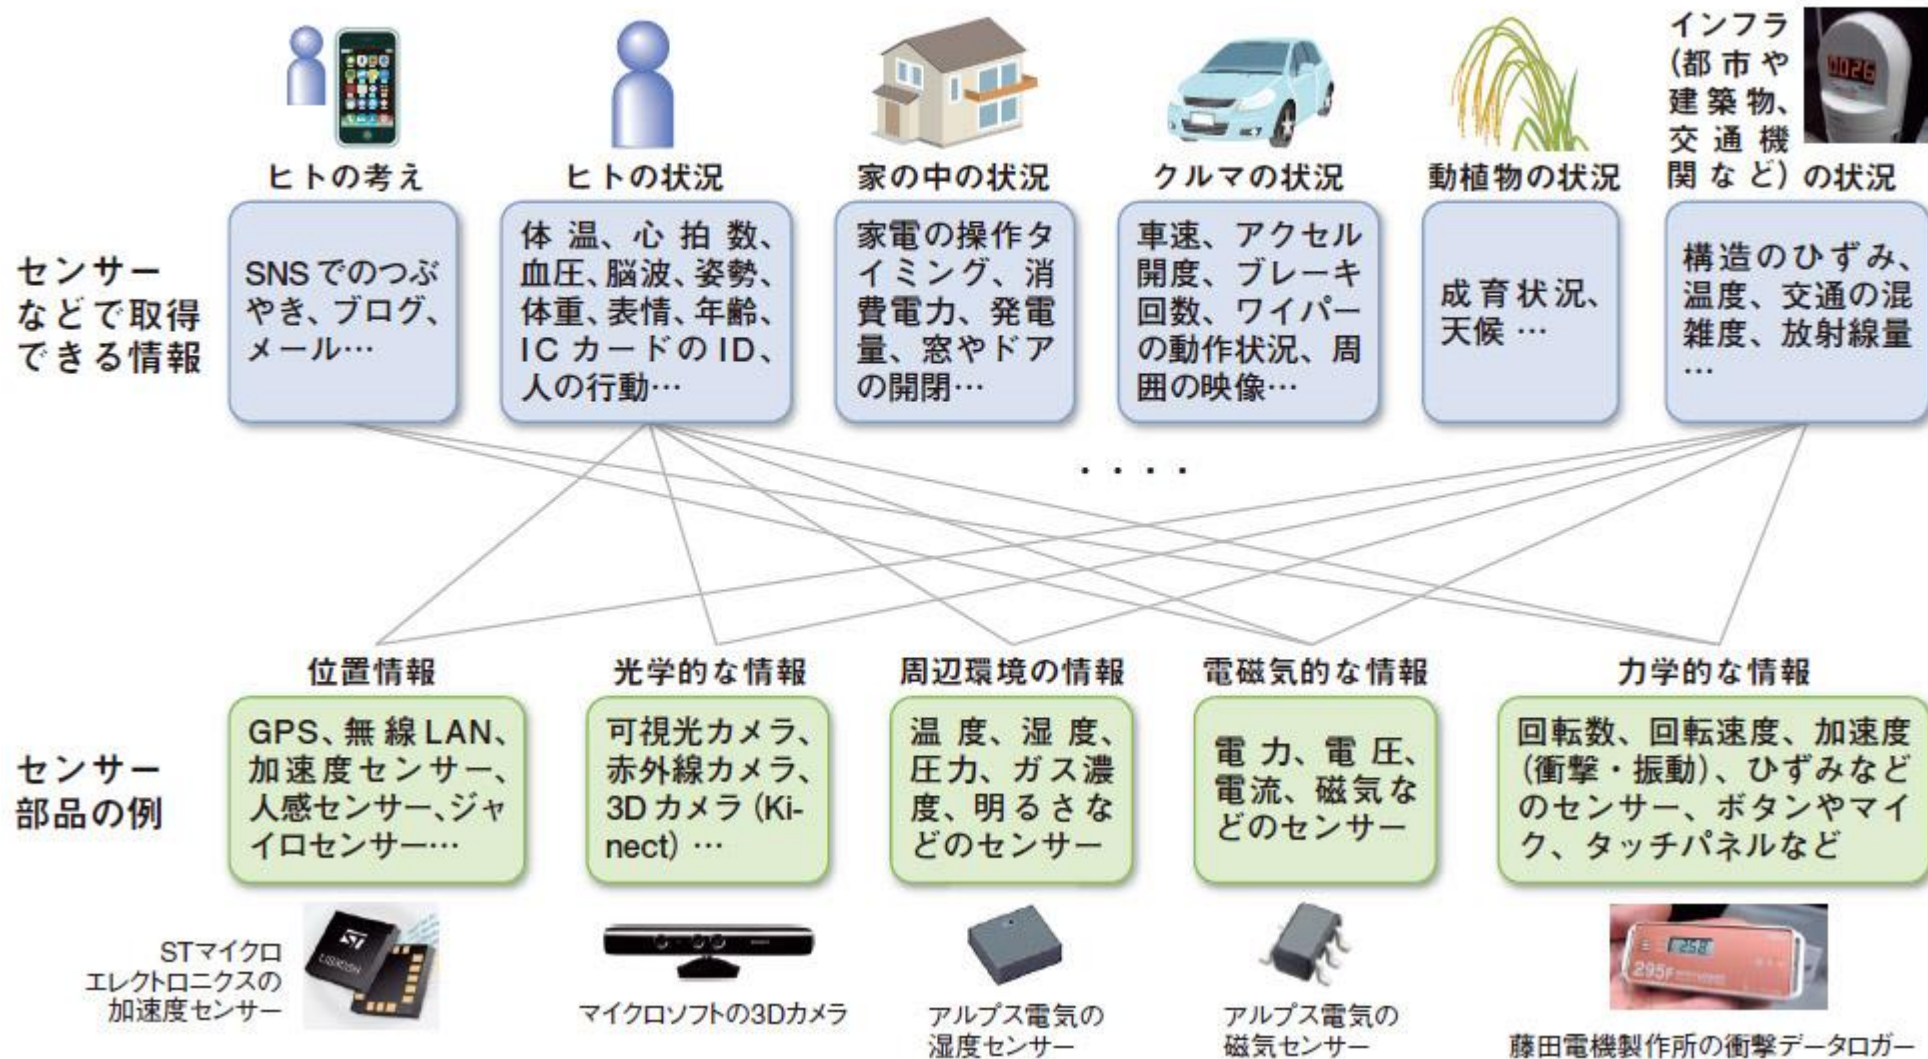 インフラ
(都市や
建築物、
交通機
関など)の状況
0026
ヒトの考え
ヒトの状況
家の中の状況
クルマの状況
動植物の状況
センサー
などで取得
できる情報
SNSでのつぶ
やき、ブログ、
メール…
体温、心拍数、
血圧、脳波、姿勢、
体重、表情、年齢、
ICカードのID、
人の行動…
家電の操作タ
イミング、消
費電力、発電
量、窓やドア
の開閉…
車速、アクセル
開度、ブレーキ
回数、ワイパー
の動作状況、周
囲の映像…
成育状況、
天候…
構造のひずみ、
温度、交通の混
雑度、放射線量
…
・・・・
位置情報
光学的な情報
周辺環境の情報
電磁気的な情報
力学的な情報
センサー
部品の例
GPS、無線LAN、
加速度センサー、
人感センサー、ジャ
イロセンサー…
可視光カメラ、
赤外線カメラ、
3Dカメラ(Ki-
nect)…
温度、湿度、
圧力、ガス濃
度、明るさな
どのセンサー
電力、電圧、
電流、磁気な
どのセンサー
回転数、回転速度、加速度
(衝撃・振動)、ひずみなど
のセンサー、ボタンやマイ
ク、タッチパネルなど
STマイクロ
エレクトロニクスの
加速度センサー
ST
マイクロソフトの3Dカメラ
アルプス電気の
湿度センサー
アルプス電気の
磁気センサー
258
295F
藤田電機製作所の衝撃データロガー